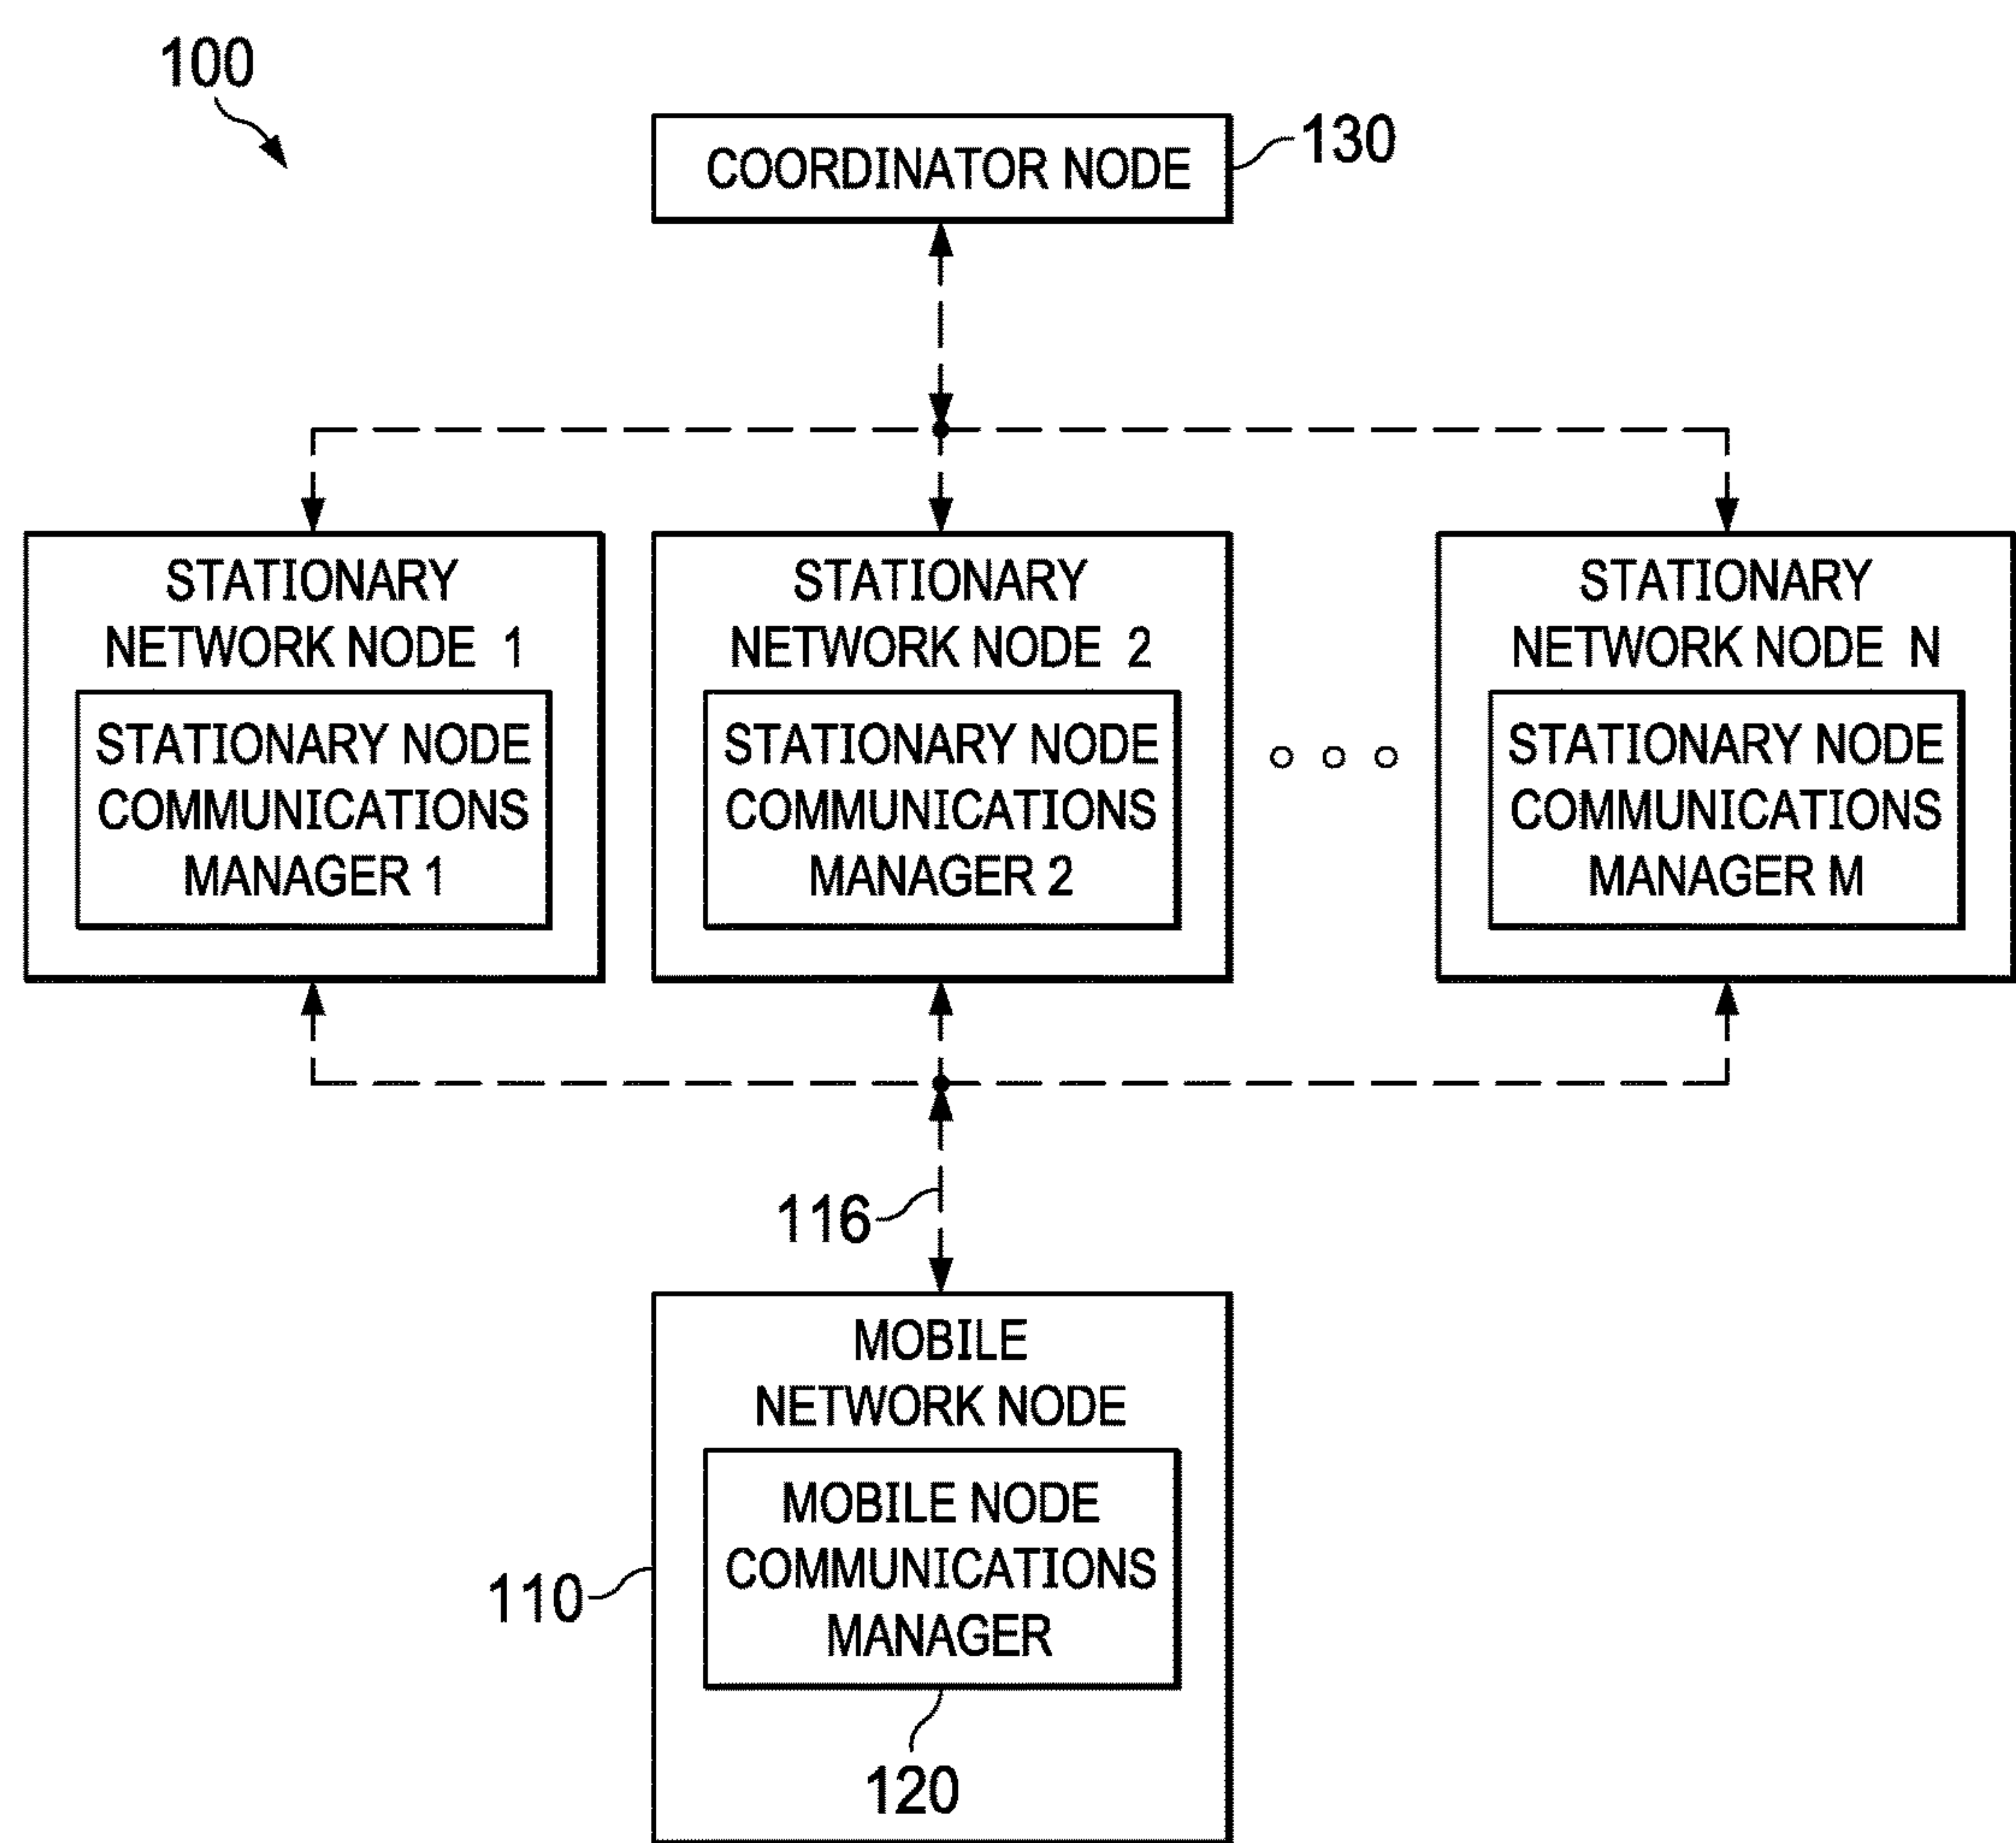 100
COORDINATOR NODE
130
STATIONARY
NETWORK NODE 1
STATIONARY NODE
COMMUNICATIONS
MANAGER 1
STATIONARY
NETWORK NODE 2
STATIONARY NODE
COMMUNICATIONS
MANAGER 2
STATIONARY
NETWORK NODE N
STATIONARY NODE
COMMUNICATIONS
MANAGER M
116
MOBILE
NETWORK NODE
MOBILE NODE
COMMUNICATIONS
MANAGER
110
120